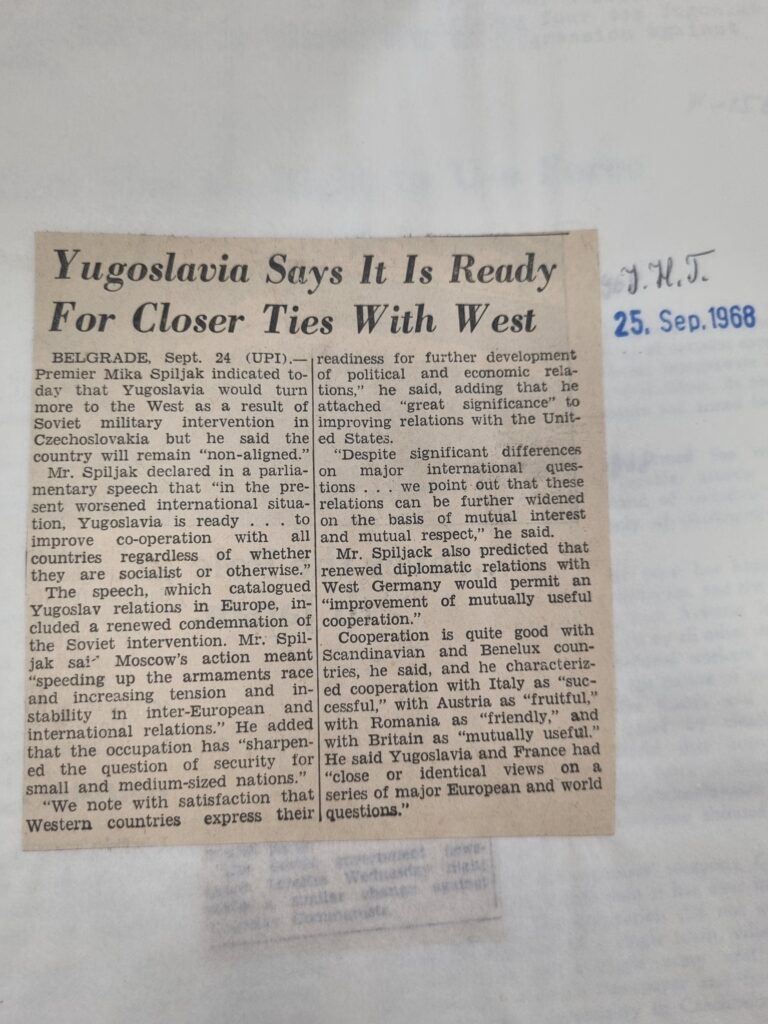 Yugoslavia Says It Is Ready
For Closer Ties With West
BELGRADE, Sept. 24 (UPI).—
Premier Mika Spiljak indicated to-
day that Yugoslavia would turn
more to the West as a result of
Soviet military intervention in
Czechoslovakia but he said the
country will remain "non-aligned."
Mr. Spiljak declared in a parlia-
mentary speech that "in the pre-
sent worsened international situa-
tion, Yugoslavia is ready . . . to
improve co-operation with all
countries regardless of whether
they are socialist or otherwise."
The speech, which catalogued
Yugoslav relations in Europe, in-
cluded a renewed condemnation of
the Soviet intervention. Mr. Spil-
jak sai Moscow's action meant
"speeding up the armaments race
and increasing tension and in-
stability in inter-European and
international relations." He added
that the occupation has "sharpen-
ed the question of security for
small and medium-sized nations."
"We note with satisfaction that
Western countries express their
readiness for further development
of political and economic rela-
tions," he said, adding that he
attached "great significance" to
improving relations with the Unit-
ed States.
"Despite significant differences
on major international ques-
tions . . . we point out that these
relations can be further widened
on the basis of mutual interest
and mutual respect," he said.
Mr. Spiljack also predicted that
renewed diplomatic relations with
West Germany would permit an
"improvement of mutually useful
cooperation."
Cooperation is quite good with
Scandinavian and Benelux coun-
tries, he said, and he characteriz-
ed cooperation with Italy as "suc-
cessful," with Austria as "fruitful,"
with Romania as "friendly," and
with Britain as "mutually useful."
He said Yugoslavia and France had
"close or identical views on a
series of major European and world
questions."
I.H.T.
25. Sep. 1968